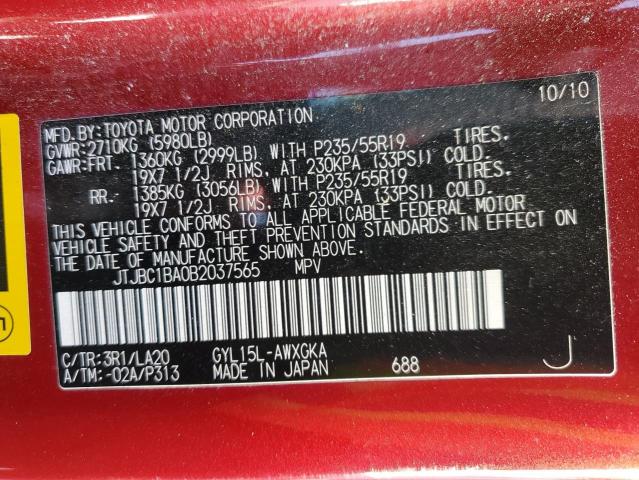 10/10
MFD.BY:TOYOTA MOTOR CORPORATION
GVWR:2710KG (5980LB)
GAWR:FRT. 1360KG (2999LB) WITH P235/55R19 TIRES,
19X7 1/2J RIMS, AT 230KPA (33PSI) COLD.
RR. - 1385KG (3056LB) WITH P235/55R19 TIRES,
19X7 1/2J RIMS, AT 230KPA (33PSI) COLD.
THIS VEHICLE CONFORMS TO ALL APPLICABLE FEDERAL MOTOR
VEHICLE SAFETY AND THEFT PREVENTION STANDARDS IN EFFECT ON
THE DATE OF MANUFACTURE SHOWN ABOVE.
JTJBC1BA0B2037565 MPV
C/TR:3R1/LA20 GYL15L-AWXGKA
A/TM:-02A/P313 MADE IN JAPAN 688 J